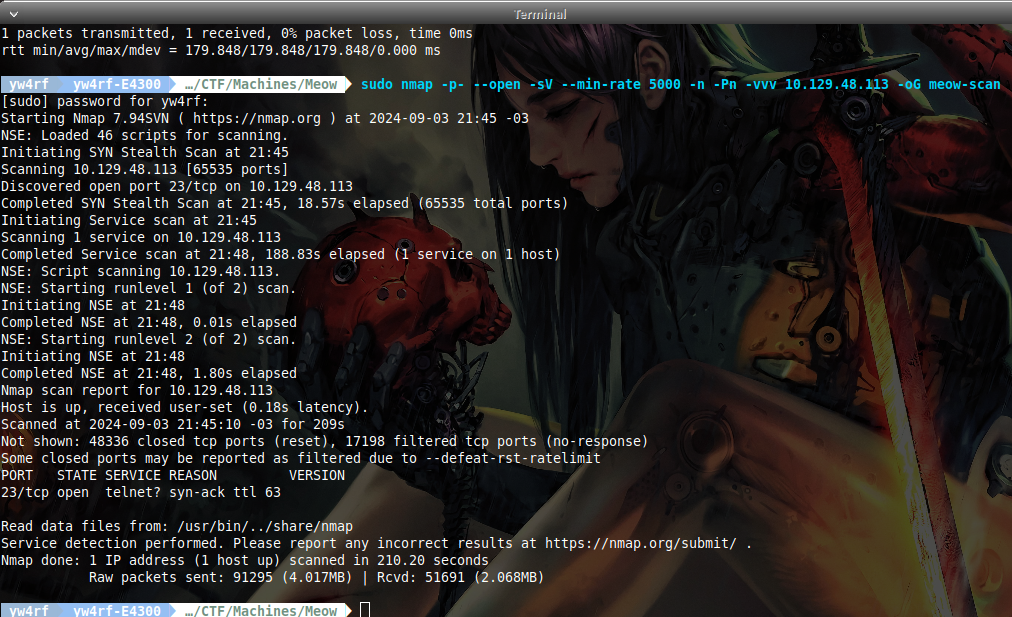 Terminal
1 packets transmitted, 1 received, 0% packet loss, time 0ms
rtt min/avg/max/mdev = 179.848/179.848/179.848/0.000 ms
yw4rf yw4rf-E4300 …/CTF/Machines/Meow sudo nmap -p- --open -sV --min-rate 5000 -n -Pn -vvv 10.129.48.113 -oG meow-scan
[sudo] password for yw4rf:
Starting Nmap 7.94SVN ( https://nmap.org ) at 2024-09-03 21:45 -03
NSE: Loaded 46 scripts for scanning.
Initiating SYN Stealth Scan at 21:45
Scanning 10.129.48.113 [65535 ports]
Discovered open port 23/tcp on 10.129.48.113
Completed SYN Stealth Scan at 21:45, 18.57s elapsed (65535 total ports)
Initiating Service scan at 21:45
Scanning 1 service on 10.129.48.113
Completed Service scan at 21:48, 188.83s elapsed (1 service on 1 host)
NSE: Script scanning 10.129.48.113.
NSE: Starting runlevel 1 (of 2) scan.
Initiating NSE at 21:48
Completed NSE at 21:48, 0.01s elapsed
NSE: Starting runlevel 2 (of 2) scan.
Initiating NSE at 21:48
Completed NSE at 21:48, 1.80s elapsed
Nmap scan report for 10.129.48.113
Host is up, received user-set (0.18s latency).
Scanned at 2024-09-03 21:45:10 -03 for 209s
Not shown: 48336 closed tcp ports (reset), 17198 filtered tcp ports (no-response)
Some closed ports may be reported as filtered due to --defeat-rst-ratelimit
PORT   STATE SERVICE REASON         VERSION
23/tcp open  telnet? syn-ack ttl 63
Read data files from: /usr/bin/../share/nmap
Service detection performed. Please report any incorrect results at https://nmap.org/submit/ .
Nmap done: 1 IP address (1 host up) scanned in 210.20 seconds
Raw packets sent: 91295 (4.017MB) | Rcvd: 51691 (2.068MB)
yw4rf yw4rf-E4300 …/CTF/Machines/Meow